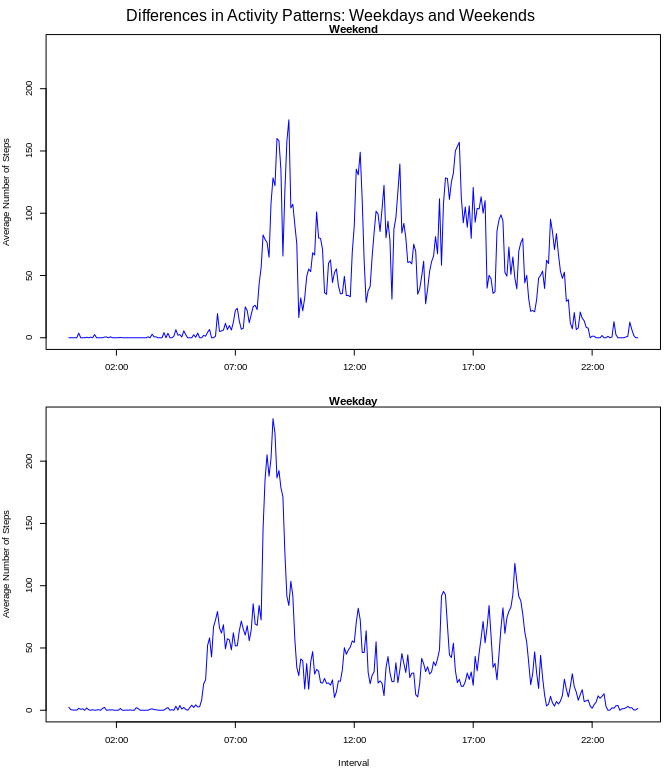 Differences in Activity Patterns: Weekdays and Weekends
Weekend
Average Number of Steps
200
150
100
50
0
02:00 07:00 12:00 17:00 22:00
Weekday
Average Number of Steps
200
150
100
50
0
02:00 07:00 12:00 17:00 22:00
Interval